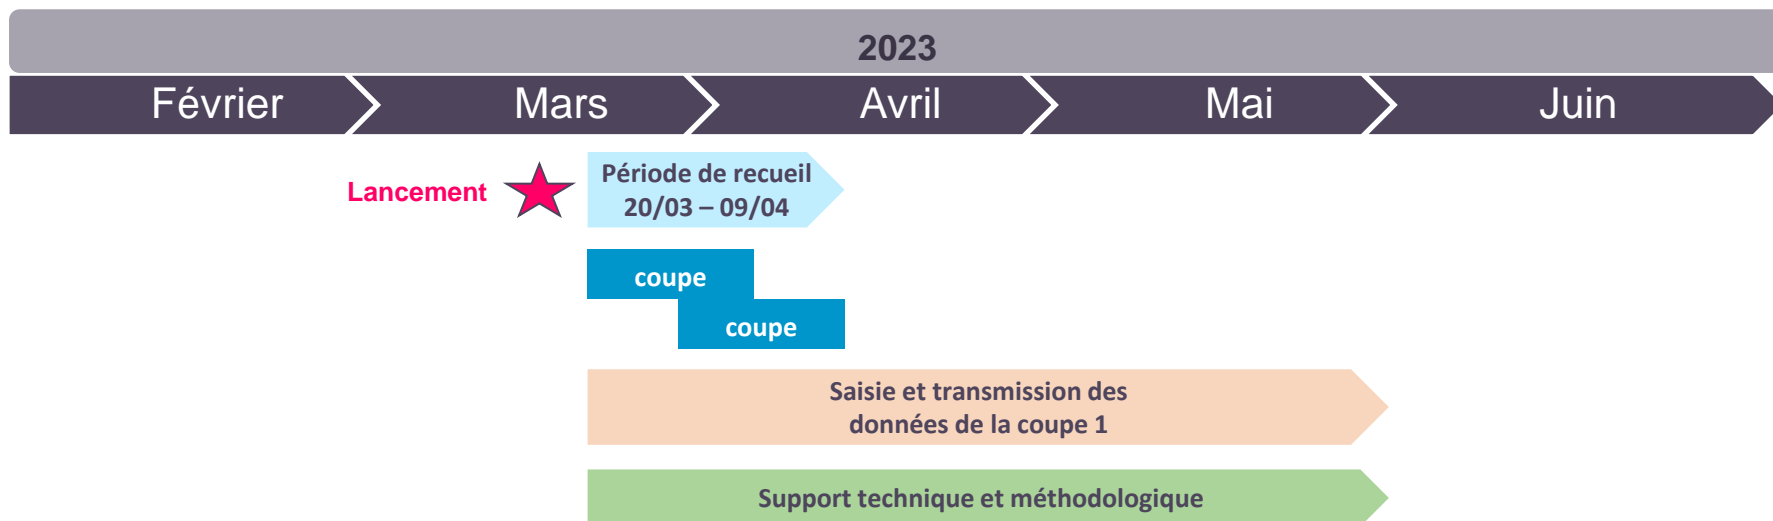 2023
Février
Mars
Avril
Mai
Juin
Lancement
Période de recueil
20/03 – 09/04
coupe
coupe
Saisie et transmission des
données de la coupe 1
Support technique et méthodologique